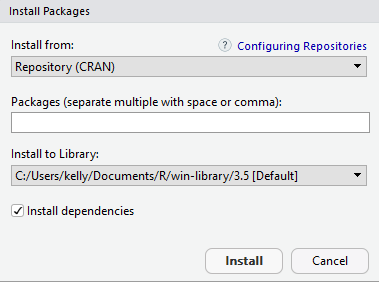 Install Packages
Install from:
? Configuring Repositories
Repository (CRAN)
Packages (separate multiple with space or comma):
Install to Library:
C:/Users/kelly/Documents/R/win-library/3.5 [Default]
Install dependencies
Install
Cancel